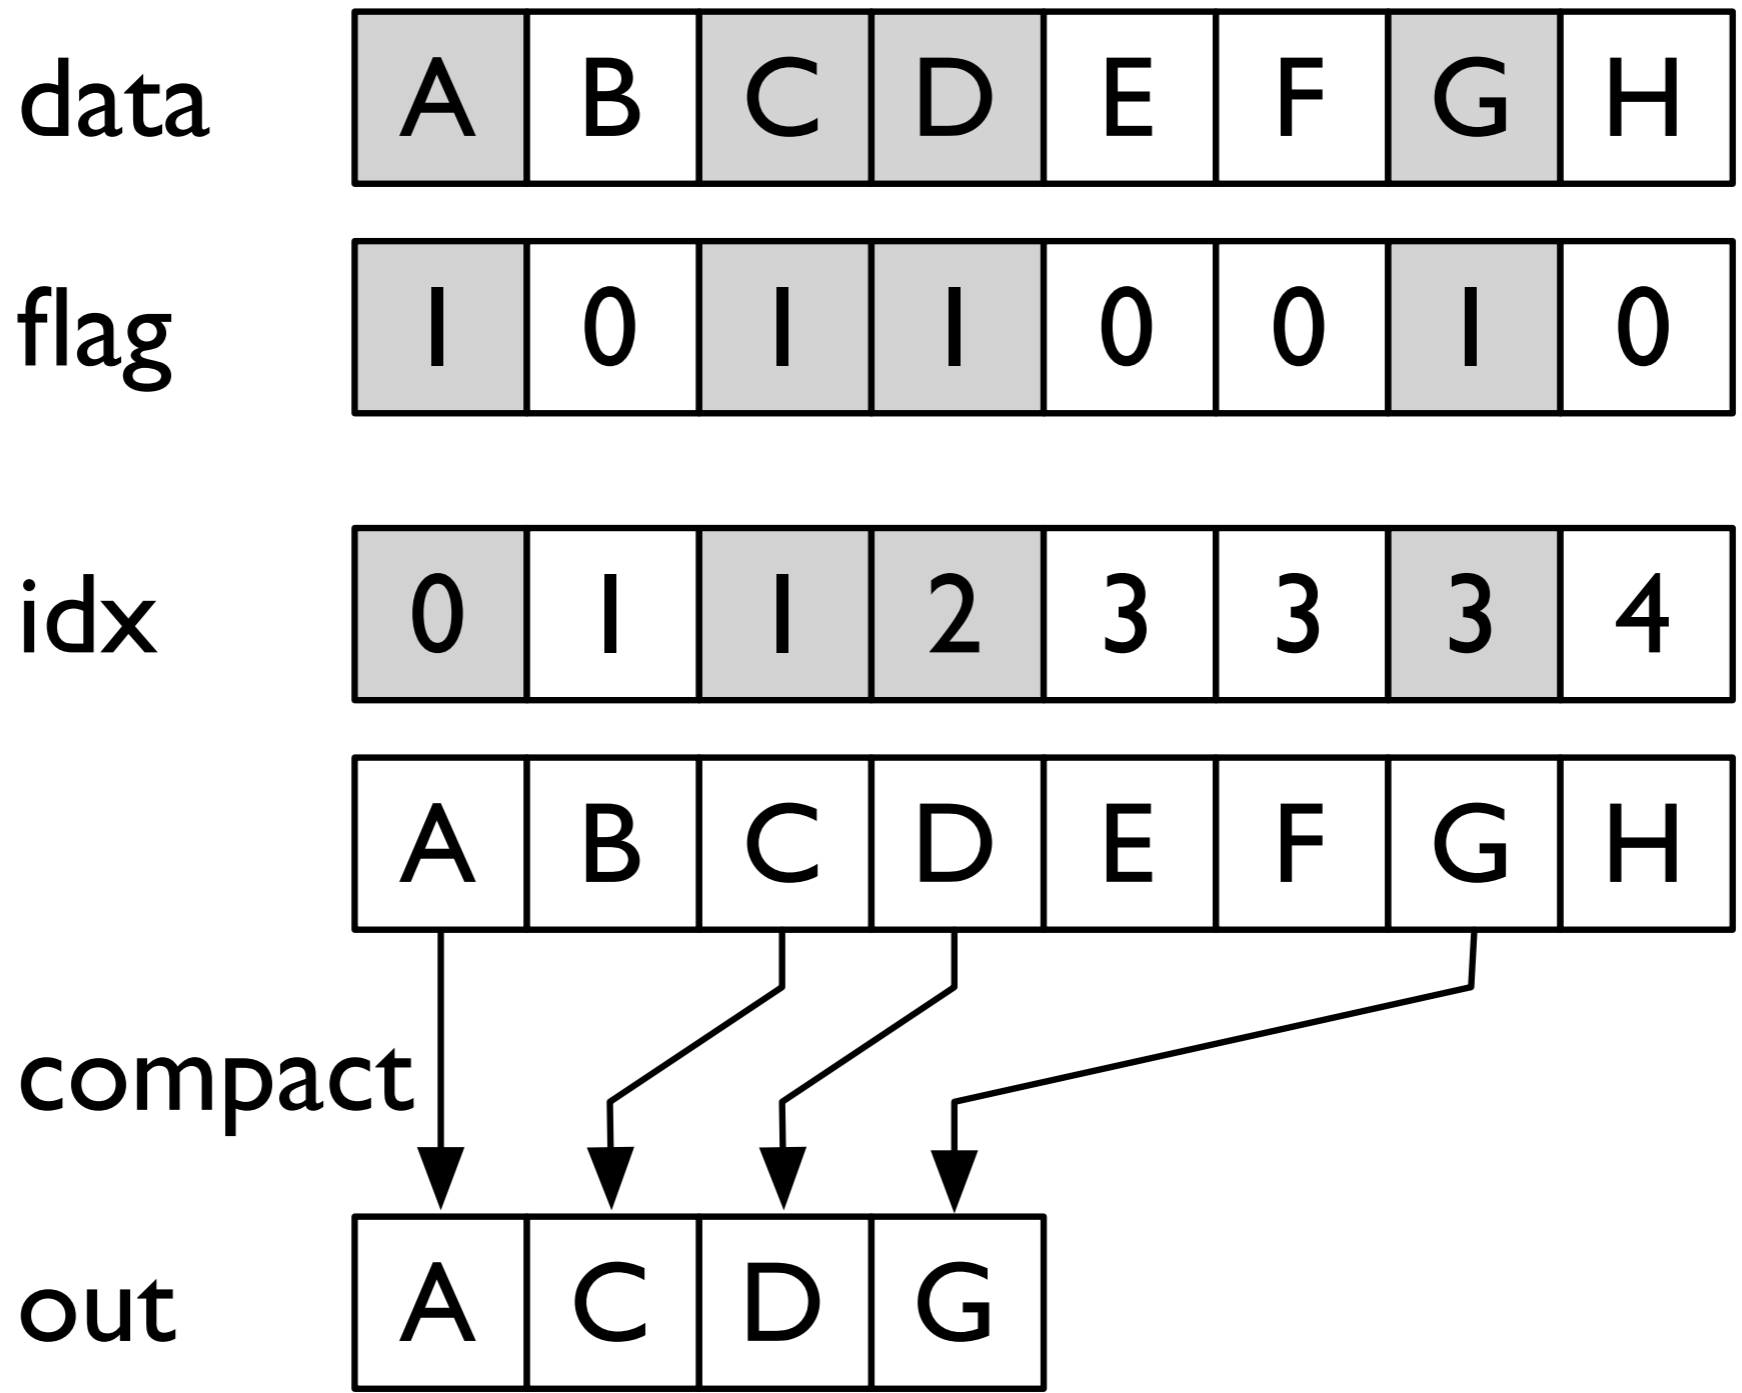 data A B C D E F G H
flag 1 0 1 1 0 0 1 0
idx 0 1 1 2 3 3 3 4
A B C D E F G H
compact
out A C D G